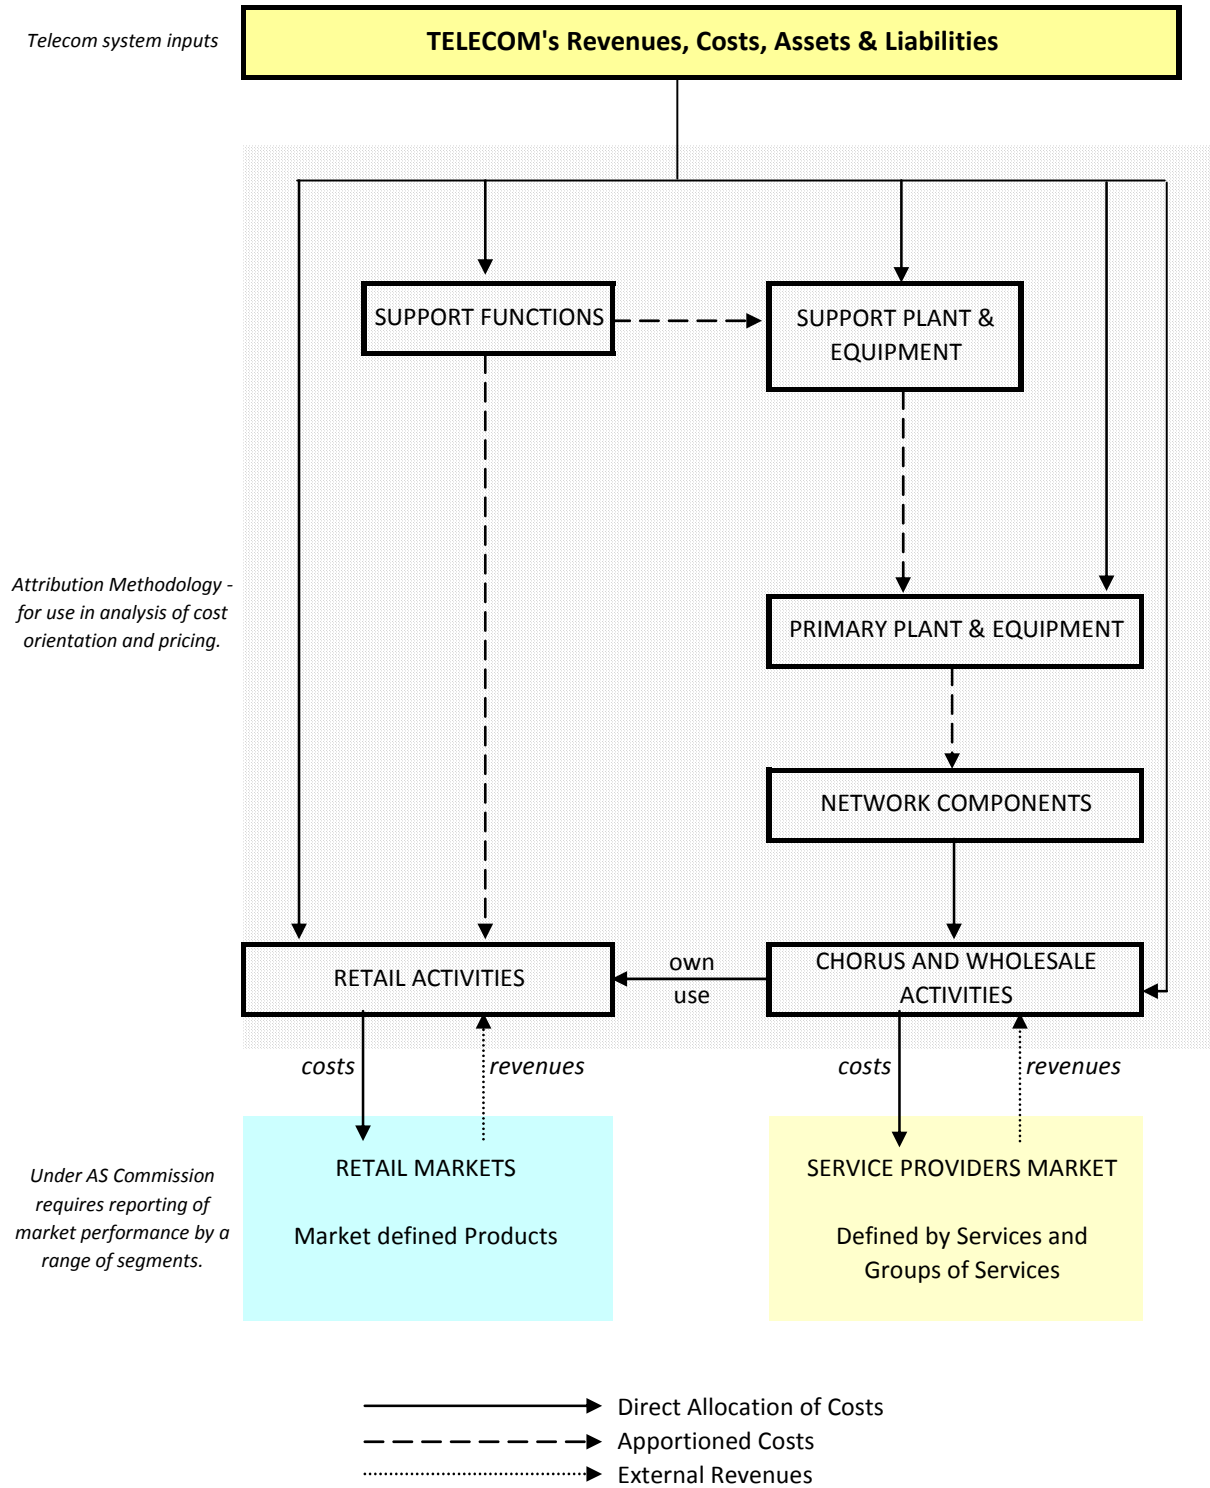 Telecom system inputs
TELECOM's Revenues, Costs, Assets & Liabilities
SUPPORT FUNCTIONS
SUPPORT PLANT &
EQUIPMENT
Attribution Methodology -
for use in analysis of cost
orientation and pricing.
PRIMARY PLANT & EQUIPMENT
NETWORK COMPONENTS
RETAIL ACTIVITIES
own
use
CHORUS AND WHOLESALE
ACTIVITIES
costs
revenues
costs
revenues
Under AS Commission
requires reporting of
market performance by a
range of segments.
RETAIL MARKETS
Market defined Products
SERVICE PROVIDERS MARKET
Defined by Services and
Groups of Services
Direct Allocation of Costs
Apportioned Costs
External Revenues